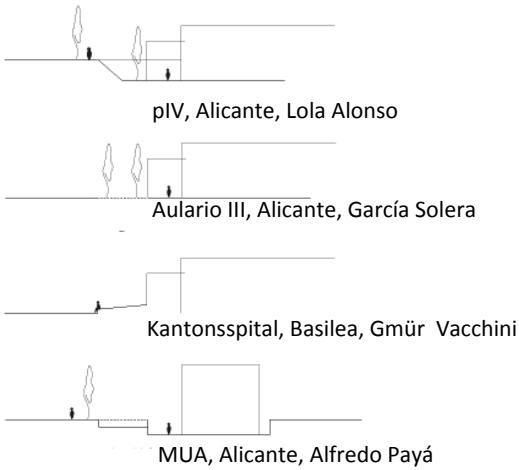 pIV, Alicante, Lola Alonso
Aulario III, Alicante, García Solera
Kantonsspital, Basilea, Gmür Vacchini
MUA, Alicante, Alfredo Payá